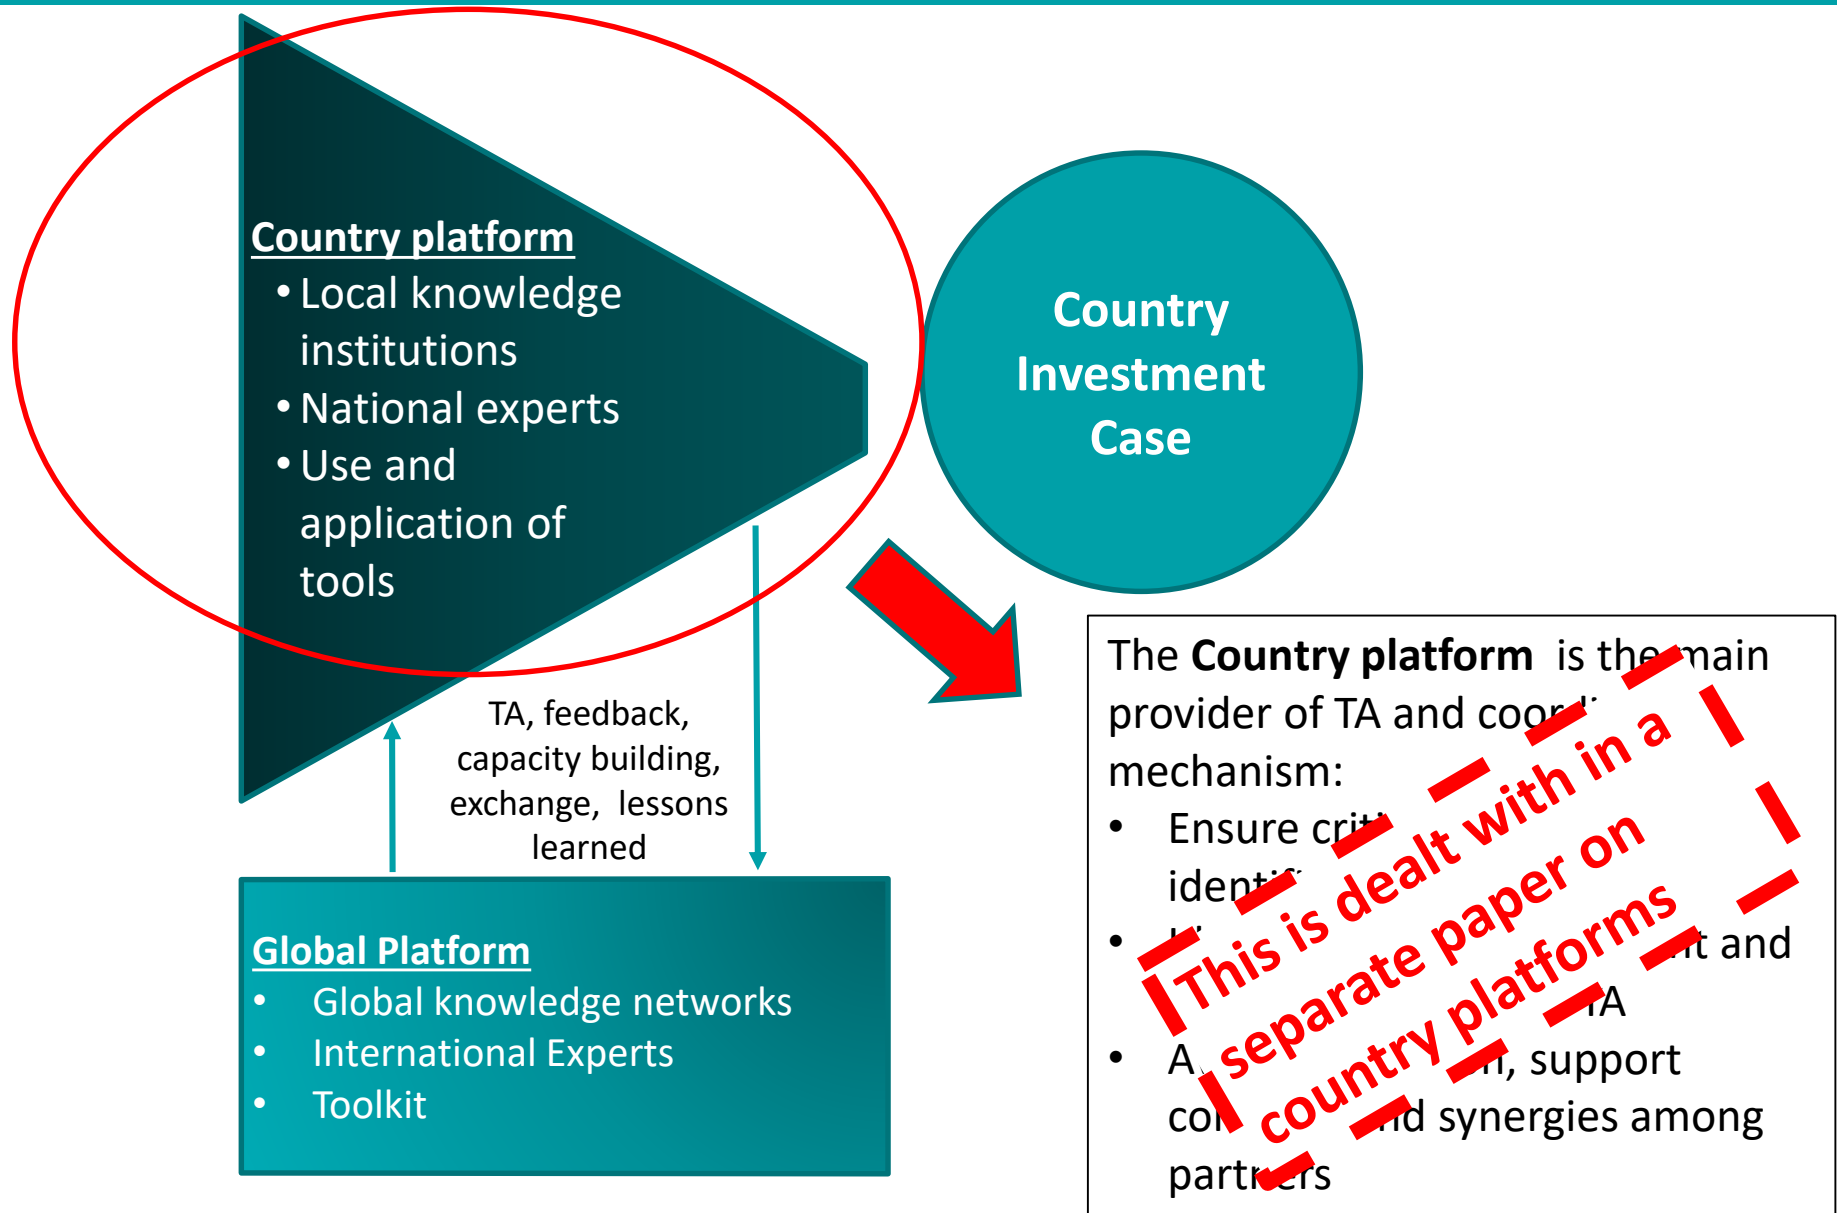 Country platform
• Local knowledge
institutions
• National experts
• Use and
application of
tools
Country
Investment
Case
TA, feedback,
capacity building,
exchange, lessons
learned
Global Platform
• Global knowledge networks
• International Experts
• Toolkit
The Country platform is the main
provider of TA and
mechanism:
• Ensure
•
and
TA
•
support
synergies among
partners
This is dealt with in a
separate paper on
country platforms